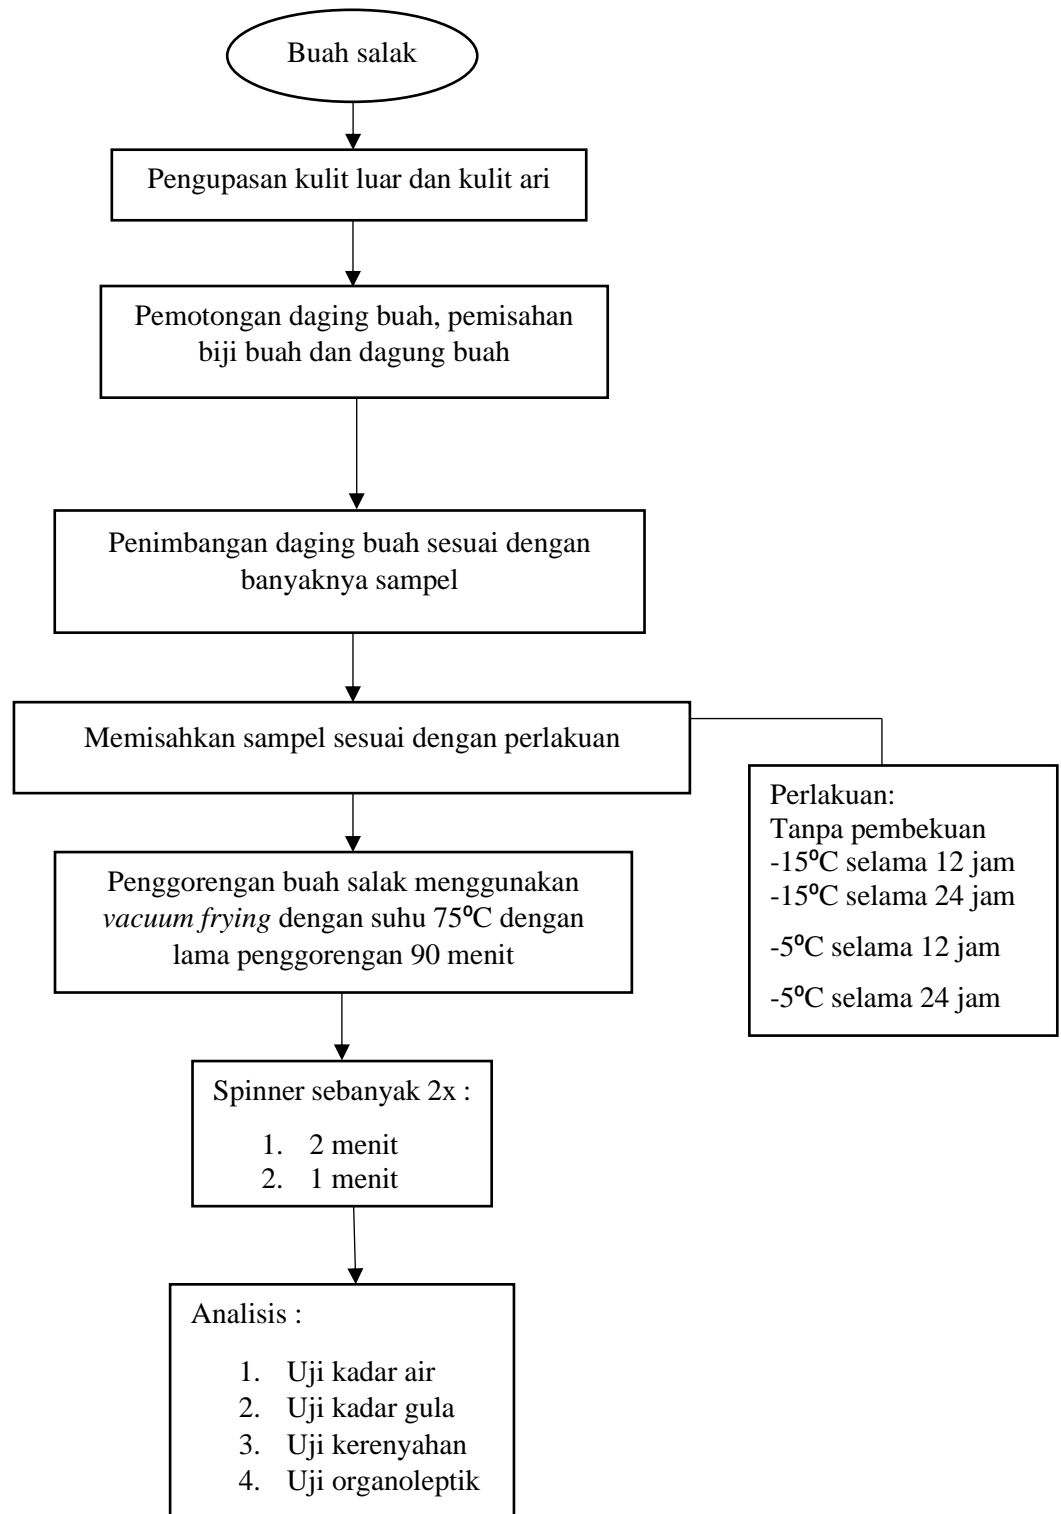 Buah salak
Pengupasan kulit luar dan kulit ari
Pemotongan daging buah, pemisahan
biji buah dan dagung buah
Penimbangan daging buah sesuai dengan
banyaknya sampel
Memisahkan sampel sesuai dengan perlakuan
Perlakuan:
Tanpa pembekuan
-15⁰C selama 12 jam
-15⁰C selama 24 jam
-5⁰C selama 12 jam
-5⁰C selama 24 jam
Penggorengan buah salak menggunakan
vacuum frying dengan suhu 75⁰C dengan
lama penggorengan 90 menit
Spinner sebanyak 2x :
1. 2 menit
2. 1 menit
Analisis :
1. Uji kadar air
2. Uji kadar gula
3. Uji kerenyahan
4. Uji organoleptik